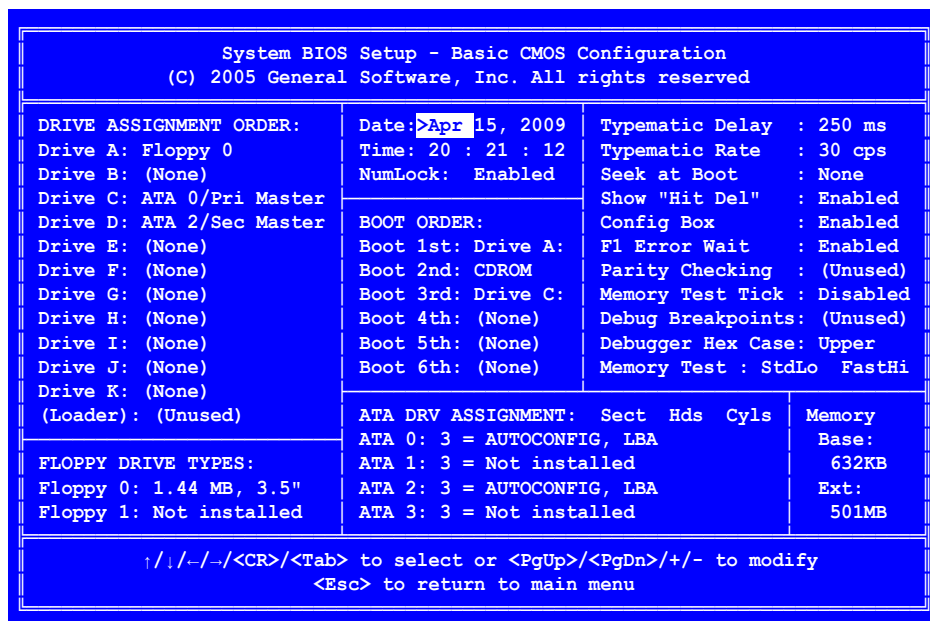 System BIOS Setup - Basic CMOS Configuration
(C) 2005 General Software, Inc. All rights reserved
DRIVE ASSIGNMENT ORDER:
Drive A: Floppy 0
Drive B: (None)
Drive C: ATA 0/Pri Master
Drive D: ATA 2/Sec Master
Drive E: (None)
Drive F: (None)
Drive G: (None)
Drive H: (None)
Drive I: (None)
Drive J: (None)
Drive K: (None)
(Loader): (Unused)
FLOPPY DRIVE TYPES:
Floppy 0: 1.44 MB, 3.5"
Floppy 1: Not installed
Date:>Apr 15, 2009
Time: 20 : 21 : 12
NumLock: Enabled
BOOT ORDER:
Boot 1st: Drive A:
Boot 2nd: CDROM
Boot 3rd: Drive C:
Boot 4th: (None)
Boot 5th: (None)
Boot 6th: (None)
Typematic Delay : 250 ms
Typematic Rate : 30 cps
Seek at Boot : None
Show "Hit Del" : Enabled
Config Box : Enabled
F1 Error Wait : Enabled
Parity Checking : (Unused)
Memory Test Tick : Disabled
Debug Breakpoints: (Unused)
Debugger Hex Case: Upper
Memory Test : StdLo FastHi
ATA DRV ASSIGNMENT: Sect Hds Cyls
ATA 0: 3 = AUTOCONFIG, LBA
ATA 1: 3 = Not installed
ATA 2: 3 = AUTOCONFIG, LBA
ATA 3: 3 = Not installed
Memory
Base:
632KB
Ext:
501MB
↑/↓/←/→/<CR>/<Tab> to select or <PgUp>/<PgDn>/+/- to modify
<Esc> to return to main menu